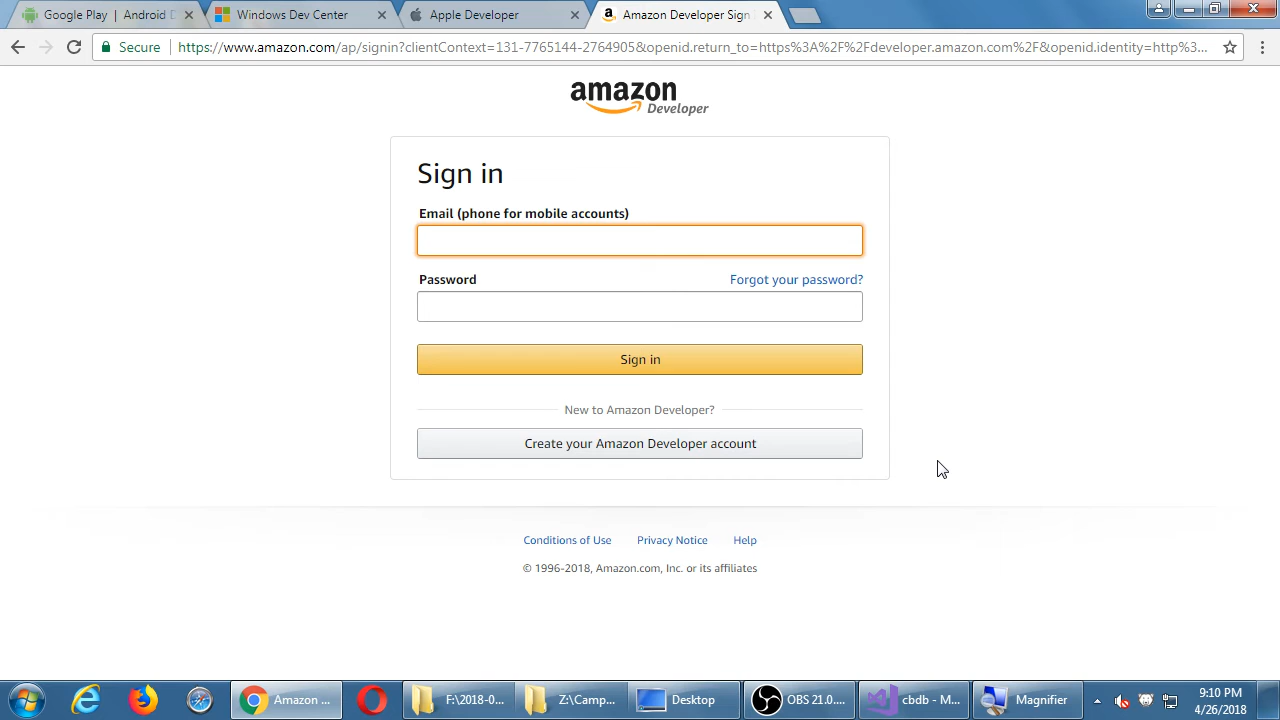 Google Play | Android D
Windows Dev Center
Apple Developer
Amazon Developer Sign
Secure
https://www.amazon.com/ap/signin?clientContext=131-7765144-2764905&openid.return_to=https%3A%2F%2Fdeveloper.amazon.com%2F&openid.identity=http%3...
amazon
Developer
Sign in
Email (phone for mobile accounts)
Password
Forgot your password?
Sign in
New to Amazon Developer?
Create your Amazon Developer account
Conditions of Use
Privacy Notice
Help
© 1996-2018, Amazon.com, Inc. or its affiliates
Amazon ...
F:\2018-0...
Z:\Camp...
Desktop
OBS 21.0....
cbdb - M...
Magnifier
9:10 PM
4/26/2018